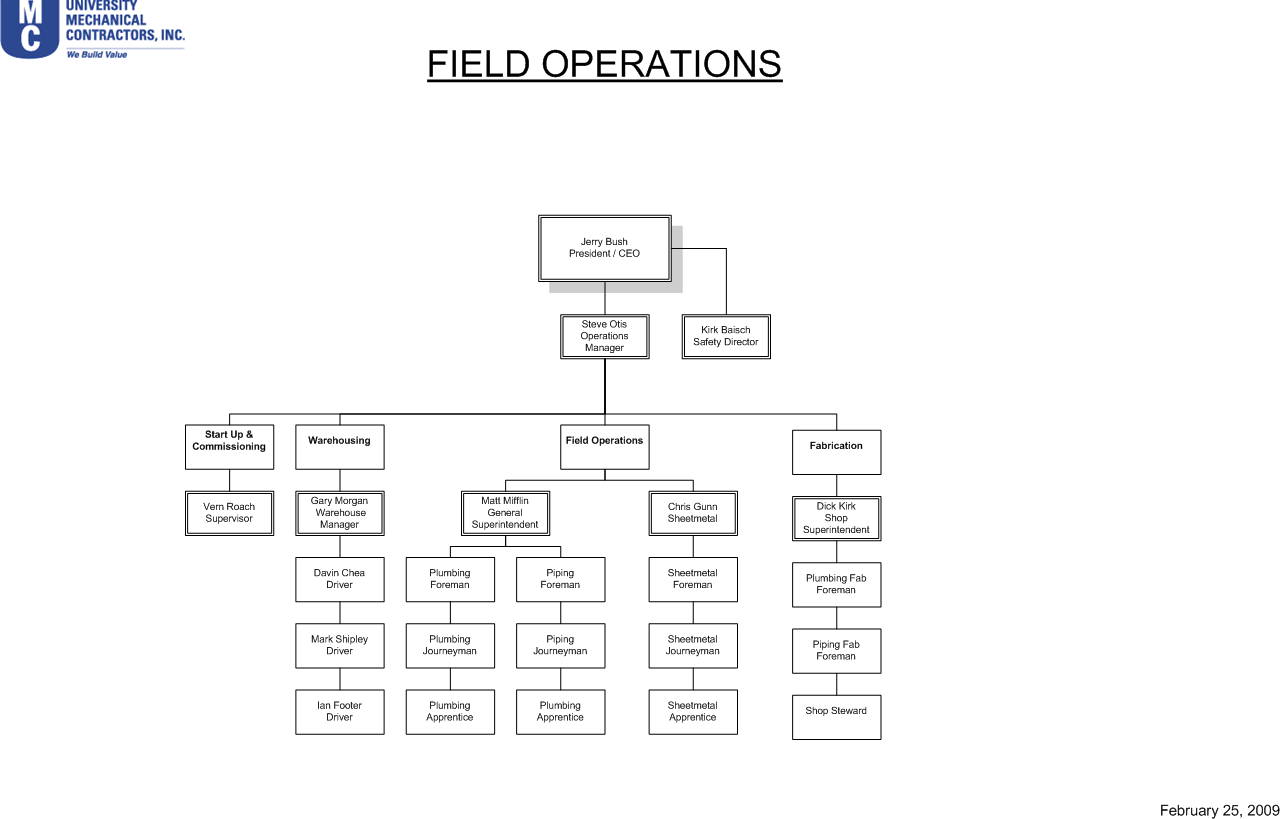 M
C
UNIVERSITY
MECHANICAL
CONTRACTORS, INC.
We Build Value
FIELD OPERATIONS
Jerry Bush
President / CEO
Steve Otis
Operations
Manager
Kirk Baisch
Safety Director
Start Up &
Commissioning
Warehousing
Field Operations
Fabrication
Vern Roach
Supervisor
Gary Morgan
Warehouse
Manager
Matt Mifflin
General
Superintendent
Chris Gunn
Sheetmetal
Dick Kirk
Shop
Superintendent
Davin Chea
Driver
Plumbing
Foreman
Piping
Foreman
Sheetmetal
Foreman
Plumbing Fab
Foreman
Mark Shipley
Driver
Plumbing
Journeyman
Piping
Journeyman
Sheetmetal
Journeyman
Piping Fab
Foreman
Ian Footer
Driver
Plumbing
Apprentice
Plumbing
Apprentice
Sheetmetal
Apprentice
Shop Steward
February 25, 2009